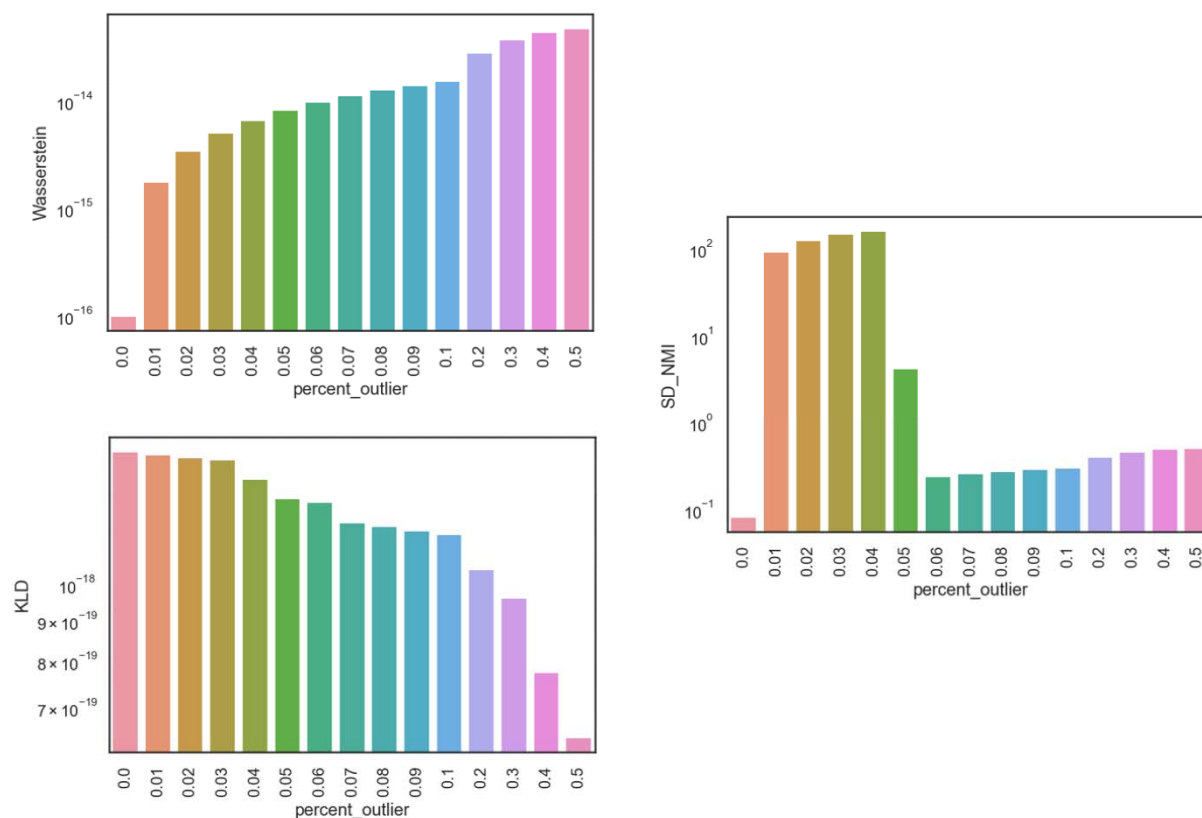 Wasserstein
10⁻¹⁴
10⁻¹⁵
10⁻¹⁶
0.0 0.01 0.02 0.03 0.04 0.05 0.06 0.07 0.08 0.09 0.1 0.2 0.3 0.4 0.5
percent_outlier
SD_NMI
10²
10¹
10⁰
10⁻¹
0.0 0.01 0.02 0.03 0.04 0.05 0.06 0.07 0.08 0.09 0.1 0.2 0.3 0.4 0.5
percent_outlier
KLD
10⁻¹⁸
9 × 10⁻¹⁹
8 × 10⁻¹⁹
7 × 10⁻¹⁹
0.0 0.01 0.02 0.03 0.04 0.05 0.06 0.07 0.08 0.09 0.1 0.2 0.3 0.4 0.5
percent_outlier